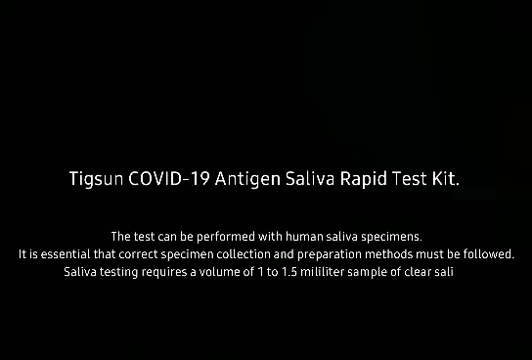 Tigsun COVID-19 Antigen Saliva Rapid Test Kit.
The test can be performed with human saliva specimens.
It is essential that correct specimen collection and preparation methods must be followed.
Saliva testing requires a volume of 1 to 1.5 mililiter sample of clear sali